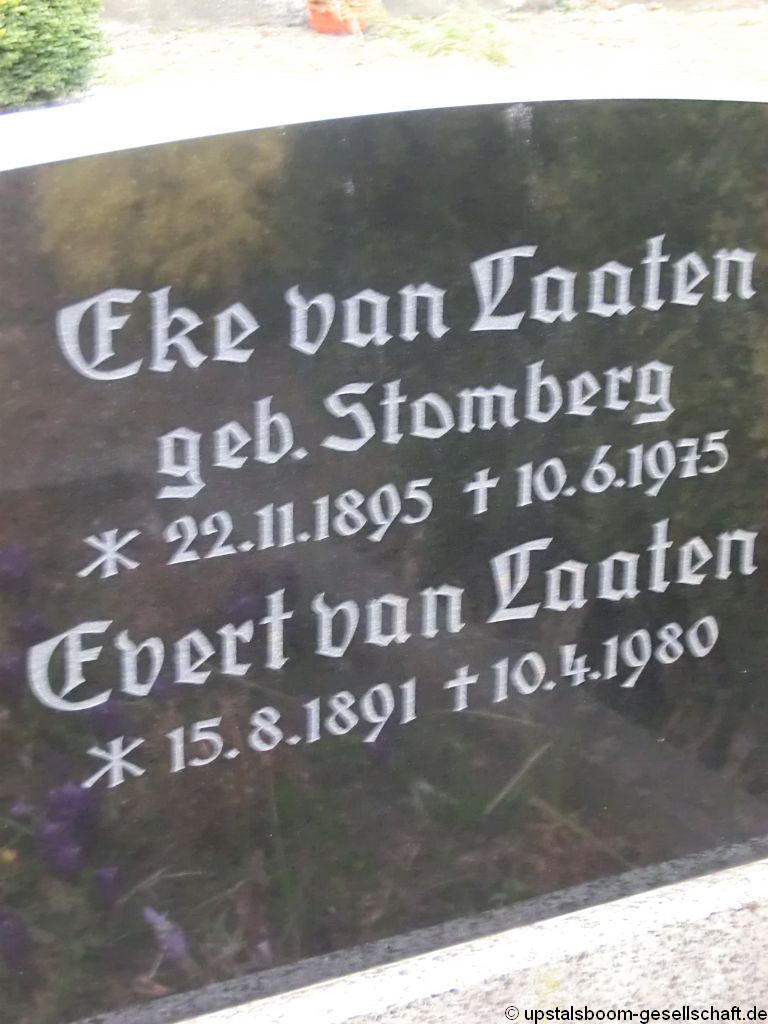 Eke van Laaten
geb. Stomberg
* 22.11.1895 † 10.6.1975
Evert van Laaten
* 15.8.1891 † 10.4.1980
© upstalsboom-gesellschaft.de